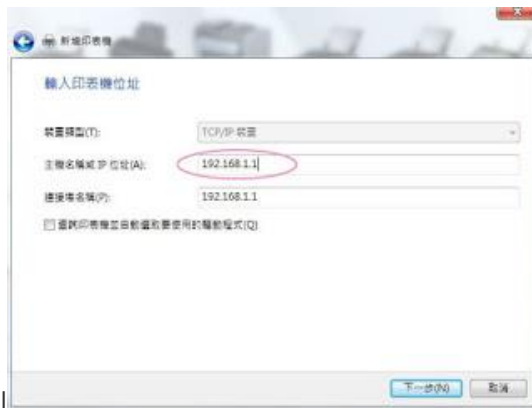 新增印表機
輸入印表機位址
裝置類型(T): TCP/IP 裝置
主機名稱或 IP 位址(A): 192.168.1.1
連接埠名稱(P): 192.168.1.1
查詢印表機並自動選取要使用的驅動程式(Q)
下一步(N) 取消